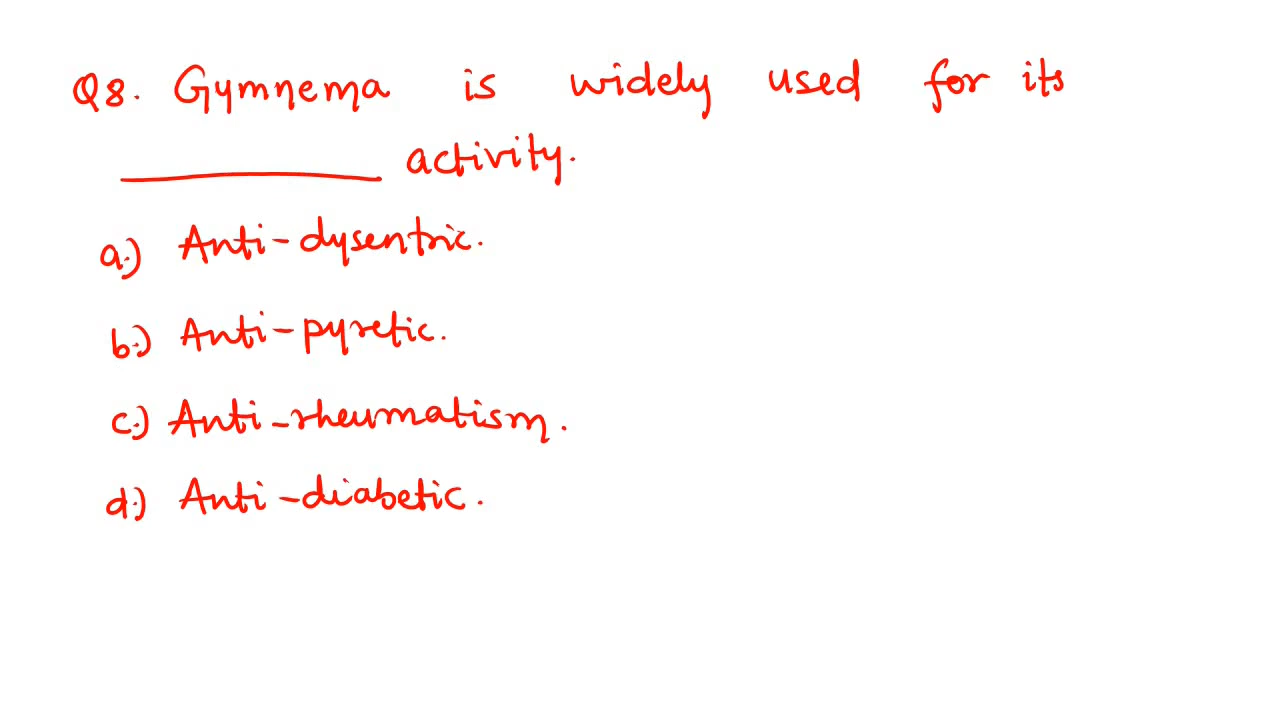 Q8. Gymnema is widely used for its
__________ activity.
a.) Anti-dysentric.
b.) Anti-pyretic.
c.) Anti-rheumatism.
d.) Anti-diabetic.